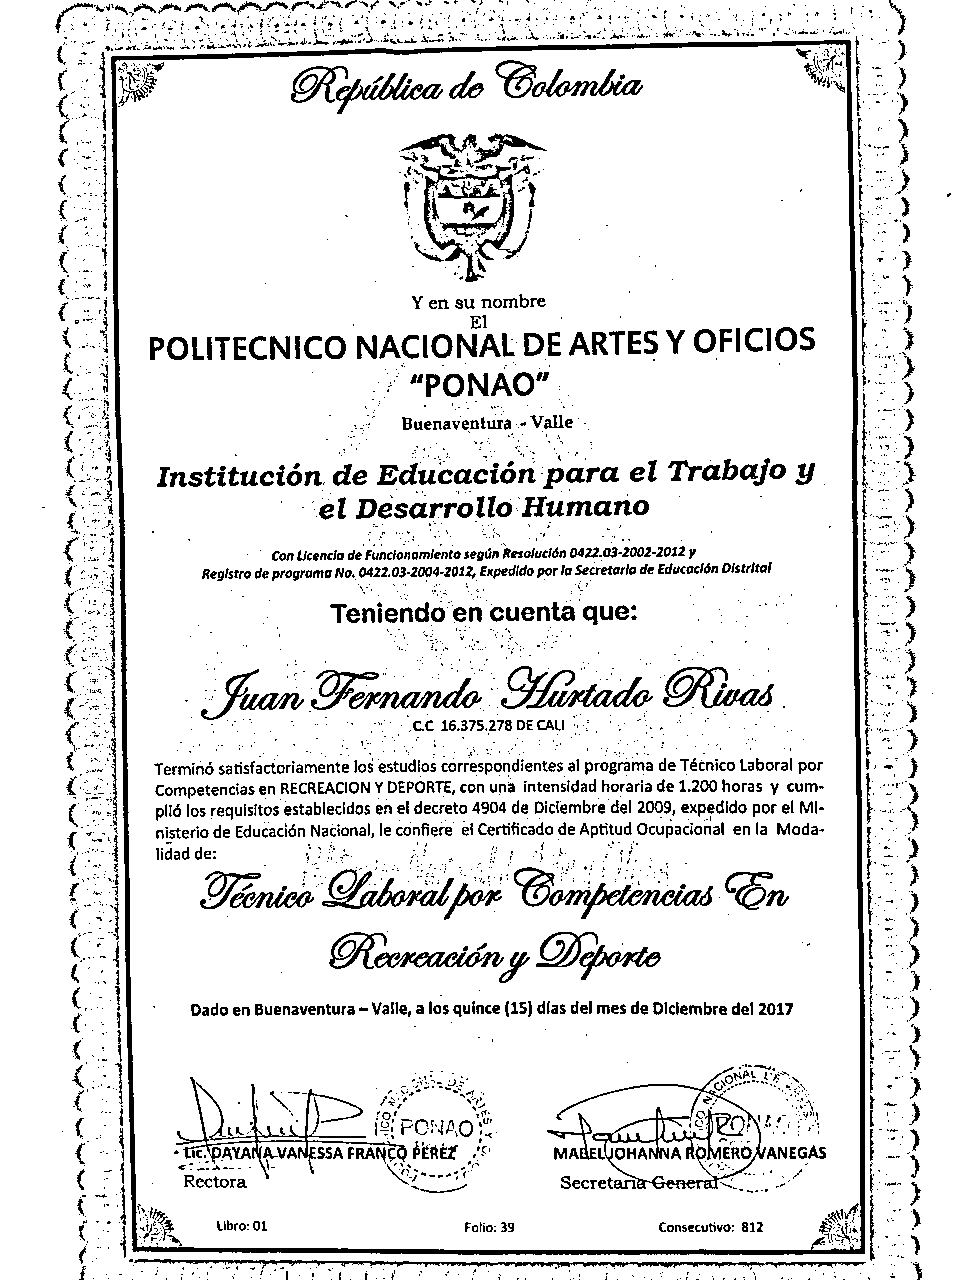 República de Colombia
Y en su nombre
El
POLITECNICO NACIONAL DE ARTES Y OFICIOS
"PONAO"
Buenaventura - Valle
Institución de Educación para el Trabajo y
el Desarrollo Humano
Con Licencia de Funcionamiento según Resolución 0422.03-2002-2012 y
Registro de programa No. 0422.03-2004-2012, Expedido por la Secretaria de Educación Distrital
Teniendo en cuenta que:
Juan Fernando Hurtado Rivas
C.C 16.375.278 DE CALI
Terminó satisfactoriamente los estudios correspondientes al programa de Técnico Laboral por
Competencias en RECREACION Y DEPORTE, con una intensidad horaria de 1.200 horas y cum-
plió los requisitos establecidos en el decreto 4904 de Diciembre del 2009, expedido por el Mi-
nisterio de Educación Nacional, le confiere el Certificado de Aptitud Ocupacional en la Moda-
lidad de:
Técnico Laboral por Competencias En
Recreación y Deporte
Dado en Buenaventura – Valle, a los quince (15) días del mes de Diciembre del 2017
PONAO
PONAO
Lic. DAYANA VANESSA FRANCO PÉREZ
MABEL JOHANNA ROMERO VANEGAS
Rectora
Secretaria General
Libro: 01
Folio: 39
Consecutivo: 812